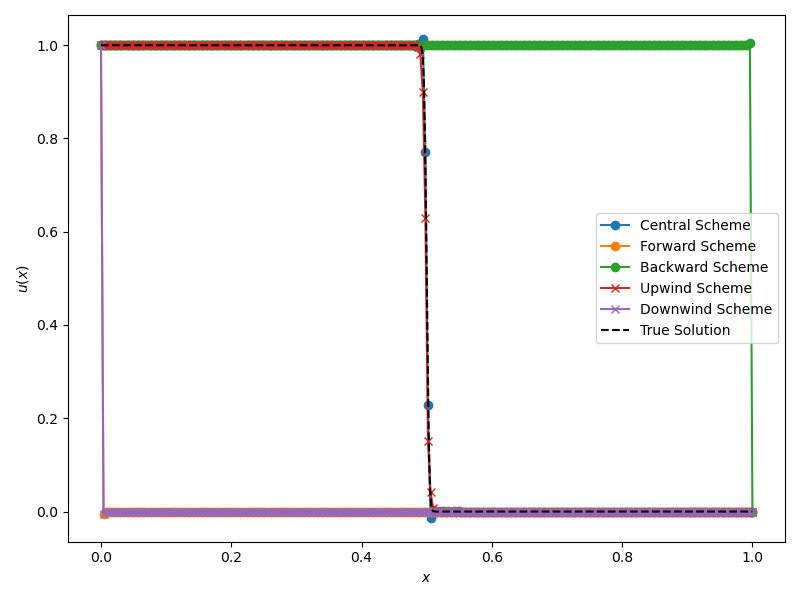 1.0
0.8
0.6
0.4
0.2
0.0
u(x)
Central Scheme
Forward Scheme
Backward Scheme
Upwind Scheme
Downwind Scheme
True Solution
0.0 0.2 0.4 0.6 0.8 1.0
x